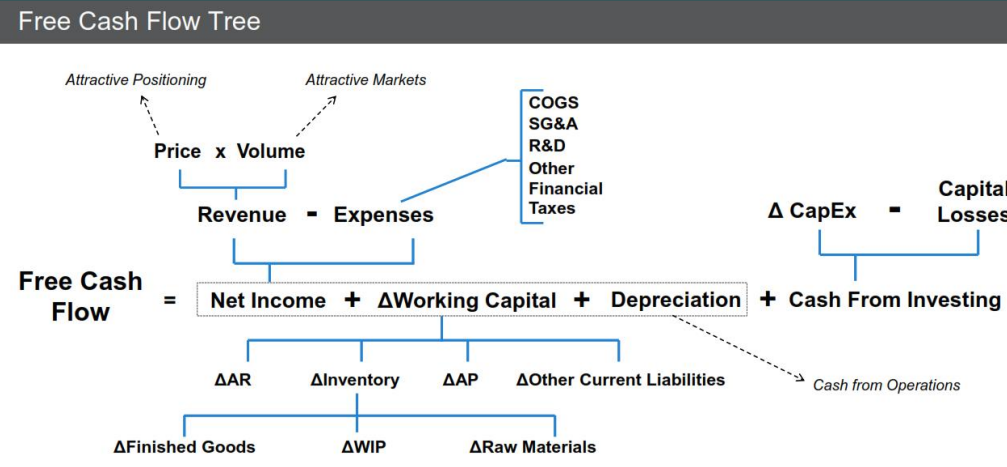 Free Cash Flow Tree
Attractive Positioning
Attractive Markets
Price x Volume
COGS
SG&A
R&D
Other
Financial
Taxes
Revenue - Expenses
Δ CapEx - Capital
Losses
Free Cash
Flow
= Net Income + ΔWorking Capital + Depreciation + Cash From Investing
ΔAR ΔInventory ΔAP ΔOther Current Liabilities
Cash from Operations
ΔFinished Goods ΔWIP ΔRaw Materials